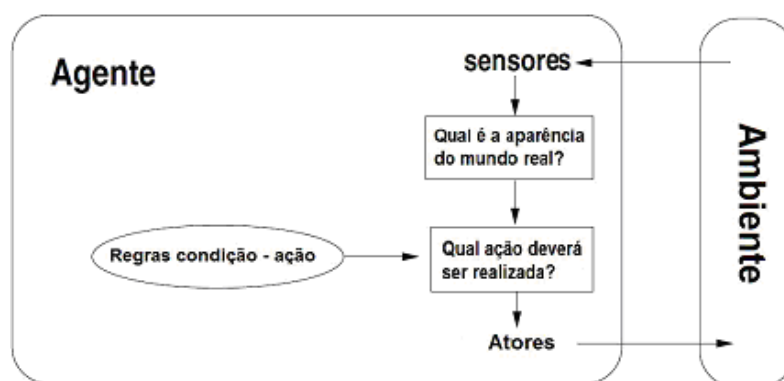 Agente
sensores
Qual é a aparência
do mundo real?
Regras condição - ação
Qual ação deverá
ser realizada?
Atores
Ambiente